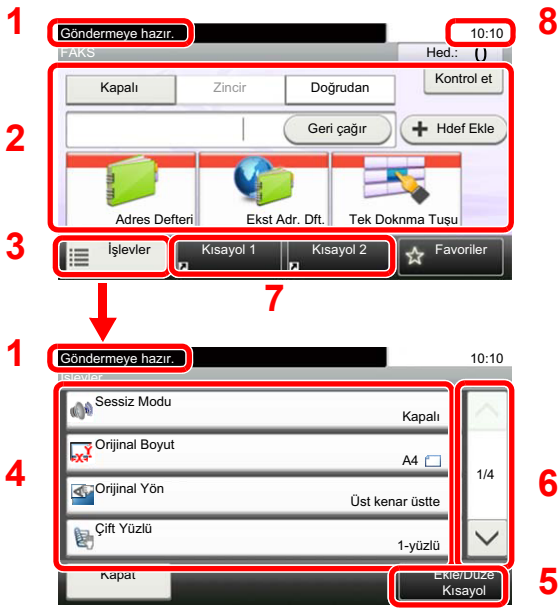 1
Göndermeye hazır.
10:10
8
FAKS
Hed.: ()
Kapalı
Zincir
Doğrudan
Kontrol et
2
Geri çağır
Hdef Ekle
Adres Defteri
Ekst Adr. Dft.
Tek Doknma Tuşu
3
İşlevler
Kısayol 1
Kısayol 2
Favoriler
7
1
Göndermeye hazır.
10:10
İşlevler
Sessiz Modu
Kapalı
4
Orijinal Boyut
A4
1/4
6
Orijinal Yön
Üst kenar üstte
Çift Yüzlü
1-yüzlü
Kapat
Ekle/Düze
Kısayol
5